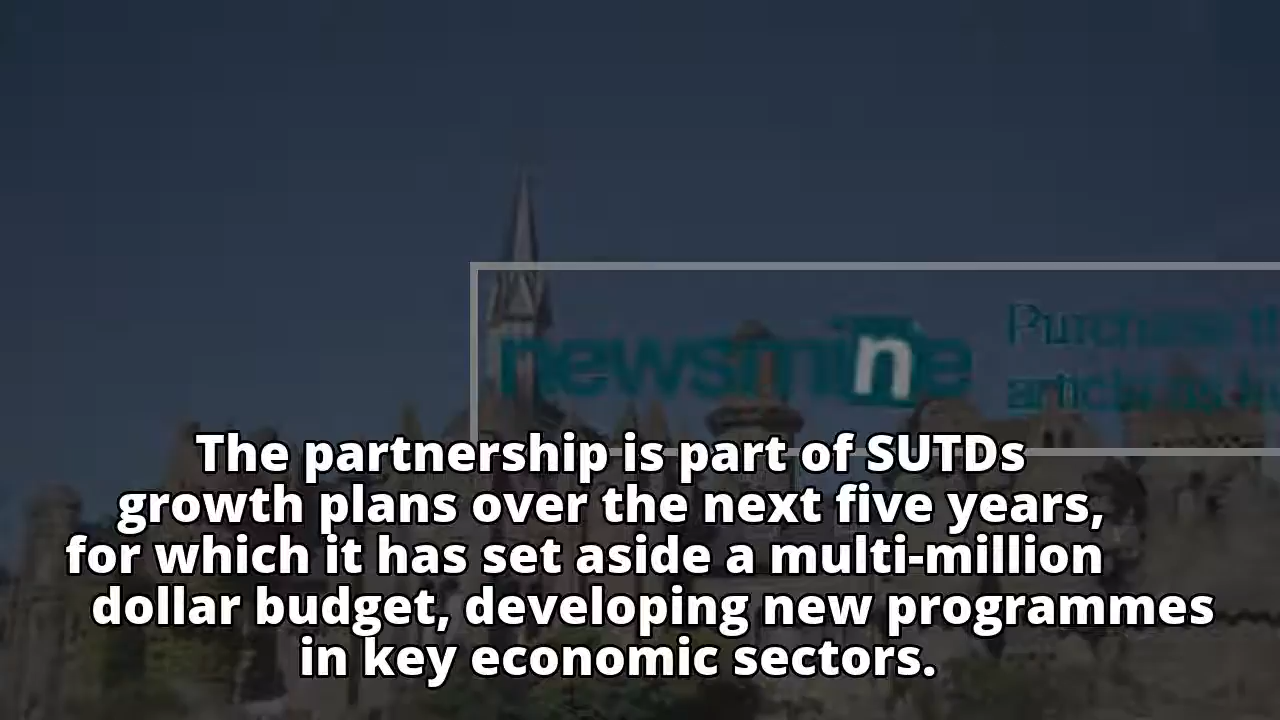 newsmine
Purchase
The partnership is part of SUTDs
growth plans over the next five years,
for which it has set aside a multi-million
dollar budget, developing new programmes
in key economic sectors.